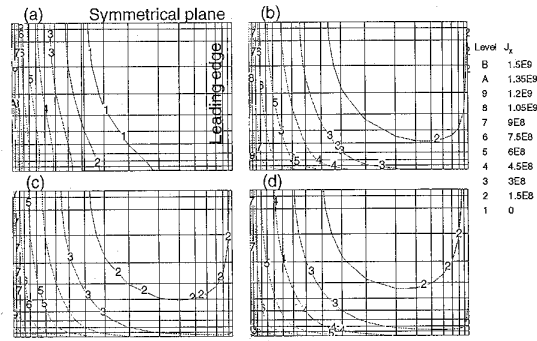 (a) Symmetrical plane
Leading edge
(b)
(c)
(d)
Level Jx
B 1.5E9
A 1.35E9
9 1.2E9
8 1.05E9
7 9E8
6 7.5E8
5 6E8
4 4.5E8
3 3E8
2 1.5E8
1 0